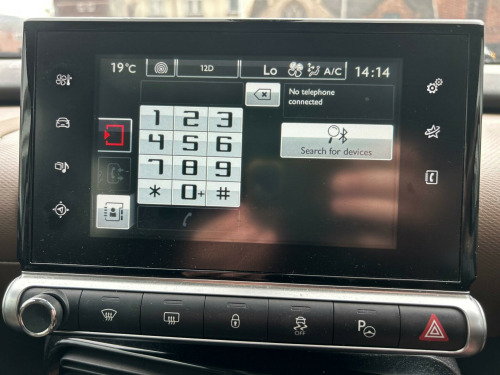 19°C 12D Lo A/C 14:14
No telephone
connected
1 2 3
4 5 6
Search for devices
7 8 9
* 0+ #
OFF
P